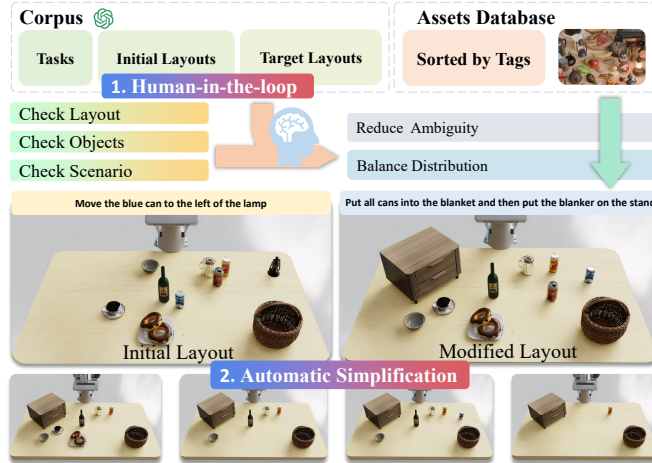 Corpus
Assets Database
Tasks
Initial Layouts
Target Layouts
Sorted by Tags
1. Human-in-the-loop
Check Layout
Check Objects
Check Scenario
Reduce Ambiguity
Balance Distribution
Move the blue can to the left of the lamp
Put all cans into the blanket and then put the blanker on the stand
Initial Layout
Modified Layout
2. Automatic Simplification